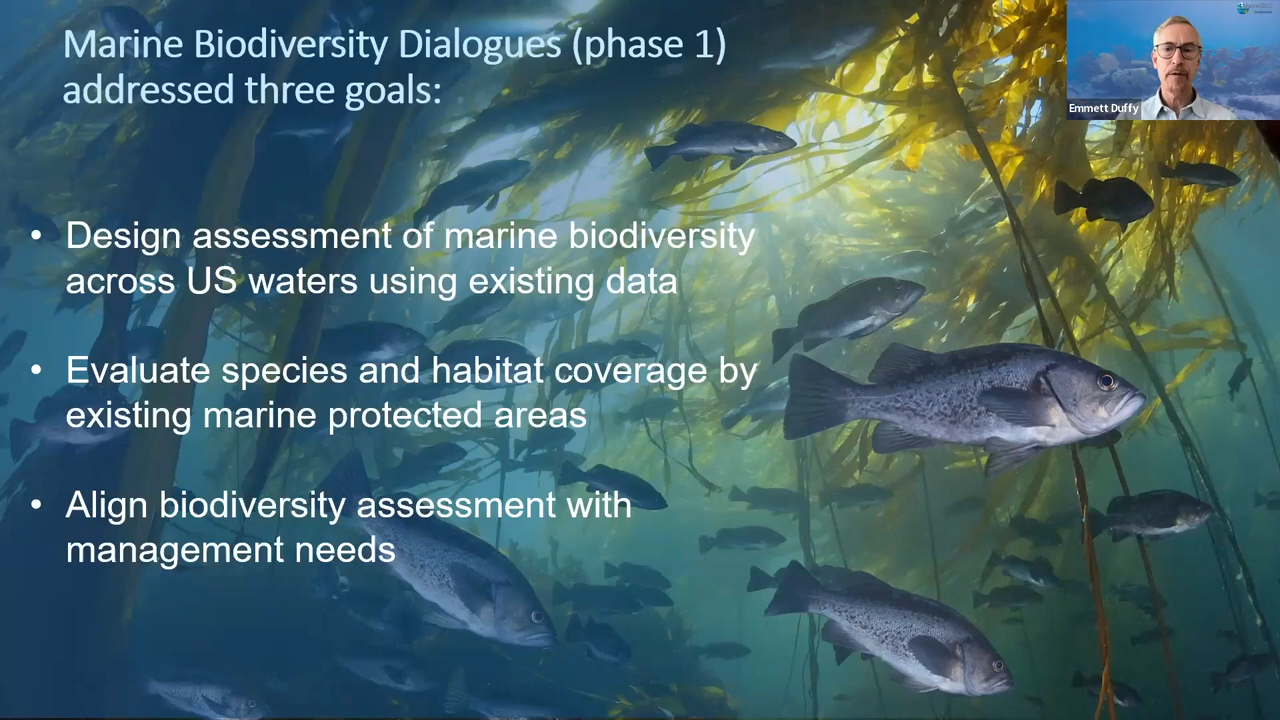 Marine Biodiversity Dialogues (phase 1)
addressed three goals:
Emmett Duffy
• Design assessment of marine biodiversity
across US waters using existing data
• Evaluate species and habitat coverage by
existing marine protected areas
• Align biodiversity assessment with
management needs